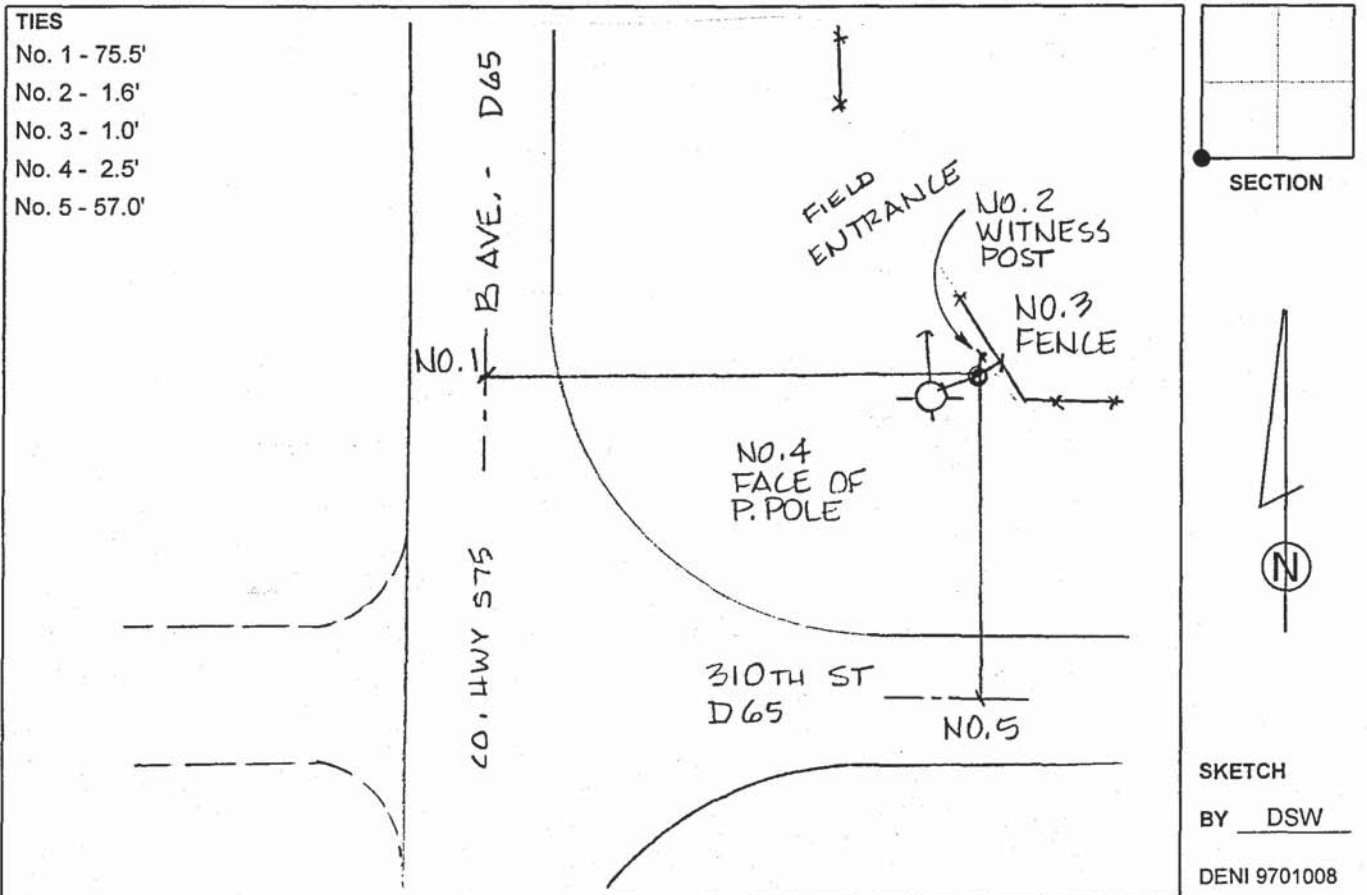 TIES
No. 1 - 75.5'
No. 2 - 1.6'
No. 3 - 1.0'
No. 4 - 2.5'
No. 5 - 57.0'
B AVE. - D65
FIELD
ENTRANCE
NO. 2
WITNESS
POST
NO. 3
FENCE
NO. 1
NO. 4
FACE OF
P. POLE
CO. HWY S75
310TH ST
D65
NO. 5
SECTION
N
SKETCH
BY DSW
DENI 9701008